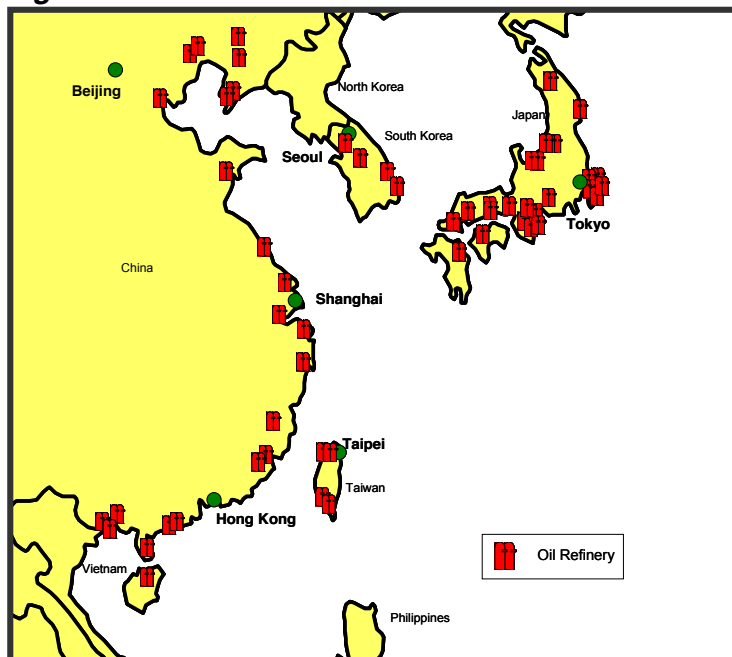 North Korea
Beijing
Japan
South Korea
Seoul
Tokyo
China
Shanghai
Taipei
Taiwan
Hong Kong
Oil Refinery
Vietnam
Philippines